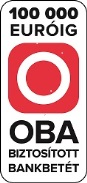 100 000
EURÓIG
OBA
BIZTOSÍTOTT
BANKBETÉT